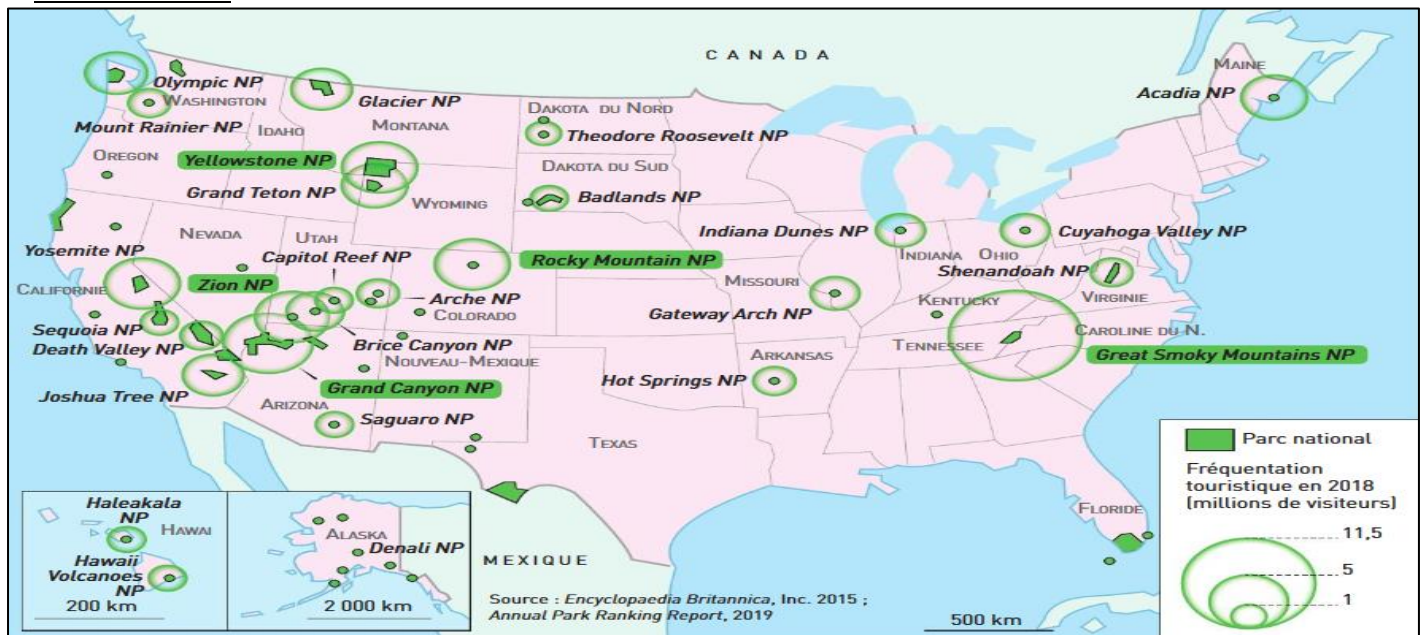 CANADA
MAINE
Acadia NP
Olympic NP
WASHINGTON
Mount Rainier NP
Glacier NP
MONTANA
IDAHO
OREGON
DAKOTA DU NORD
Theodore Roosevelt NP
Yellowstone NP
Grand Teton NP
WYOMING
DAKOTA DU SUD
Badlands NP
Indiana Dunes NP
INDIANA
OHIO
Cuyahoga Valley NP
Shenandoah NP
VIRGINIE
Yosemite NP
NEVADA
UTAH
Capitol Reef NP
Rocky Mountain NP
Zion NP
CALIFORNIE
Arche NP
COLORADO
MISSOURI
Gateway Arch NP
KENTUCKY
Sequoia NP
Death Valley NP
Brice Canyon NP
NOUVEAU-MEXIQUE
TENNESSEE
CAROLINE DU N.
Great Smoky Mountains NP
ARKANSAS
Hot Springs NP
Grand Canyon NP
Joshua Tree NP
ARIZONA
Saguaro NP
TEXAS
FLORIDE
Haleakala
NP
HAWAI
Hawaii
Volcanoes
NP
200 km
ALASKA
Denali NP
2 000 km
MEXIQUE
Source : Encyclopaedia Britannica, Inc. 2015 ;
Annual Park Ranking Report, 2019
500 km
Parc national
Fréquentation
touristique en 2018
(millions de visiteurs)
11,5
5
1